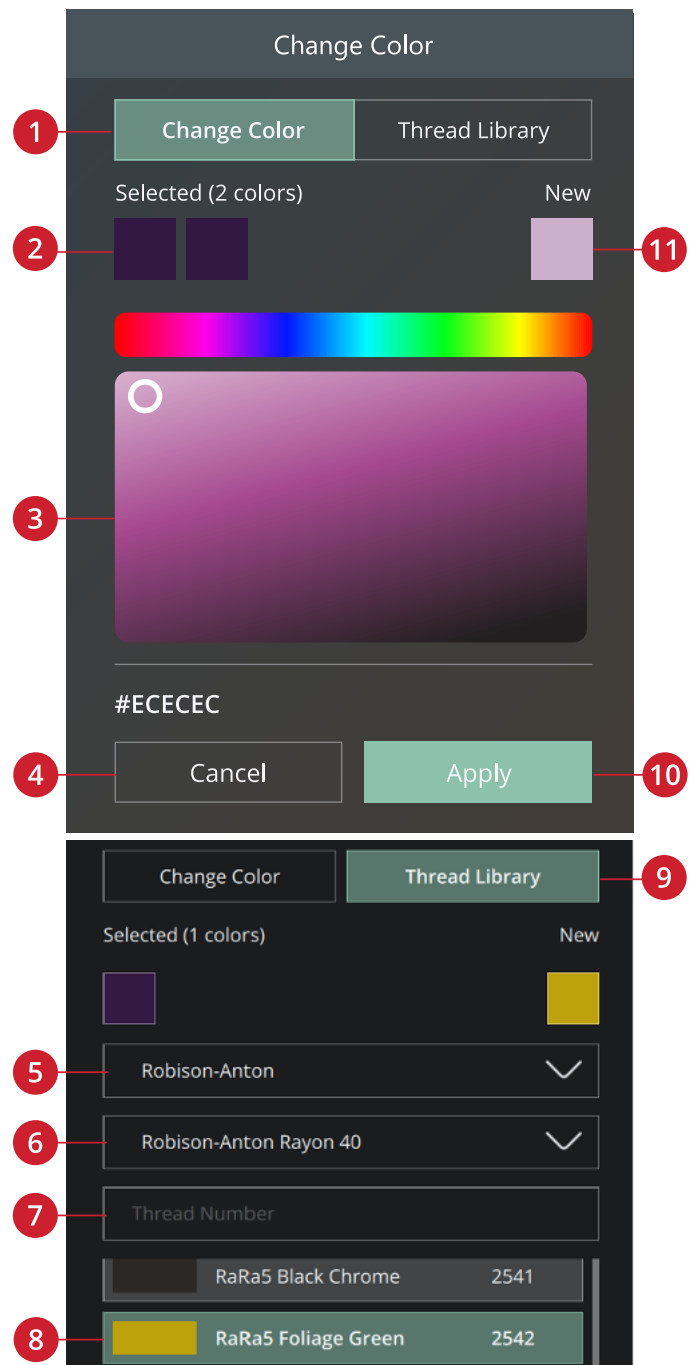 Change Color
1 Change Color Thread Library
Selected (2 colors) New
2 11
3
#ECECEC
4 Cancel Apply 10
Change Color Thread Library 9
Selected (1 colors) New
5 Robison-Anton
6 Robison-Anton Rayon 40
7 Thread Number
RaRa5 Black Chrome 2541
8 RaRa5 Foliage Green 2542